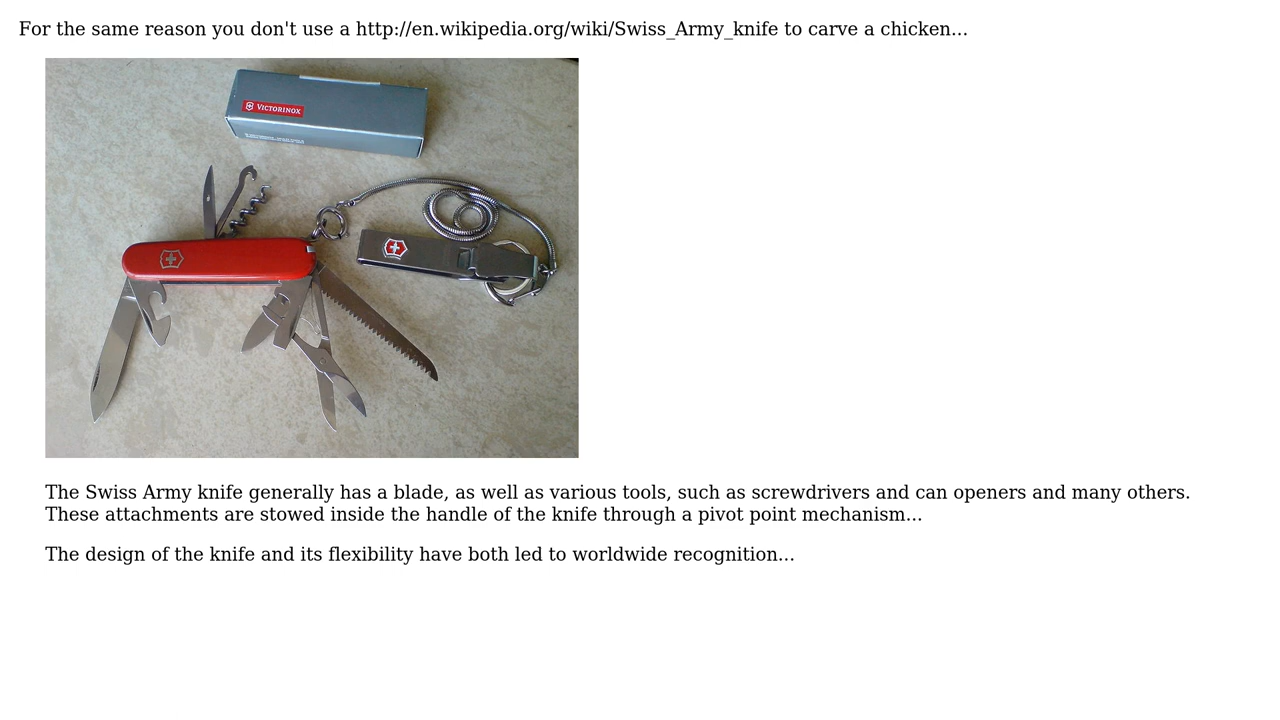 For the same reason you don't use a http://en.wikipedia.org/wiki/Swiss_Army_knife to carve a chicken...
VICTORINOX
The Swiss Army knife generally has a blade, as well as various tools, such as screwdrivers and can openers and many others.
These attachments are stowed inside the handle of the knife through a pivot point mechanism...
The design of the knife and its flexibility have both led to worldwide recognition...